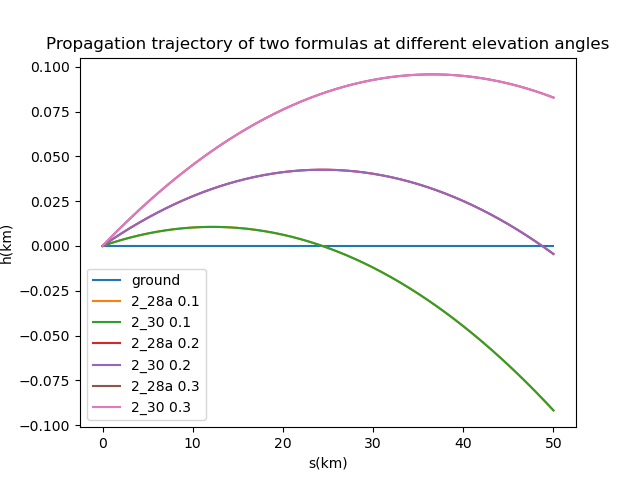 Propagation trajectory of two formulas at different elevation angles
0.100
0.075
0.050
0.025
0.000
−0.025
−0.050
−0.075
−0.100
h(km)
ground
2_28a 0.1
2_30 0.1
2_28a 0.2
2_30 0.2
2_28a 0.3
2_30 0.3
0 10 20 30 40 50
s(km)